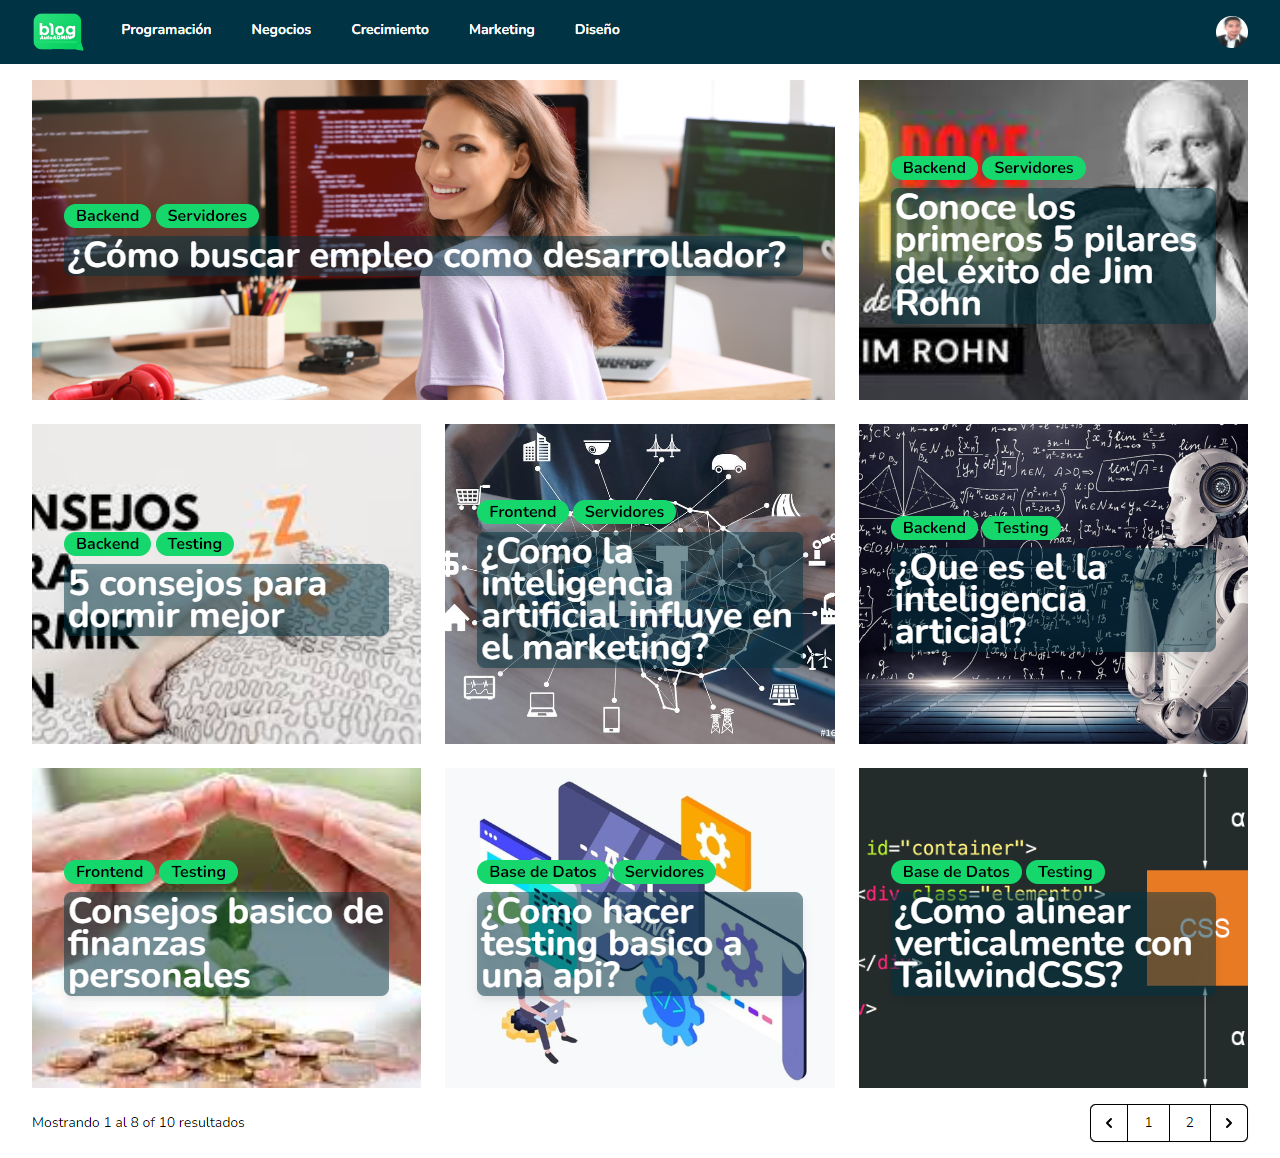 blog
AutoADMIN
Programación
Negocios
Crecimiento
Marketing
Diseño
Backend
Servidores
¿Cómo buscar empleo como desarrollador?
DOCE
Backend
Servidores
Conoce los
primeros 5 pilares
del éxito de Jim
Rohn
IM ROHN
NSEJOS
Backend
Testing
5 consejos para
dormir mejor
Frontend
Servidores
¿Como la
inteligencia
artificial influye en
el marketing?
Backend
Testing
¿Que es el la
inteligencia
articial?
Frontend
Testing
Consejos basico de
finanzas
personales
Base de Datos
Servidores
¿Como hacer
testing basico a
una api?
id="container">
<div class="elemento">
Base de Datos
Testing
¿Como alinear
verticalmente con
TailwindCSS?
CSS
α
α
Mostrando 1 al 8 of 10 resultados
1
2